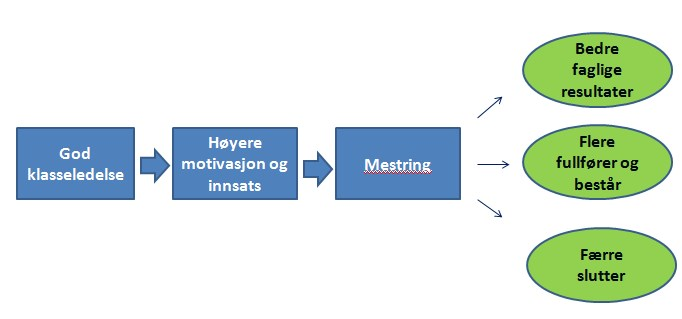 God
klasseledelse
Høyere
motivasjon og
innsats
Mestring
Bedre
faglige
resultater
Flere
fullfører og
består
Færre
slutter